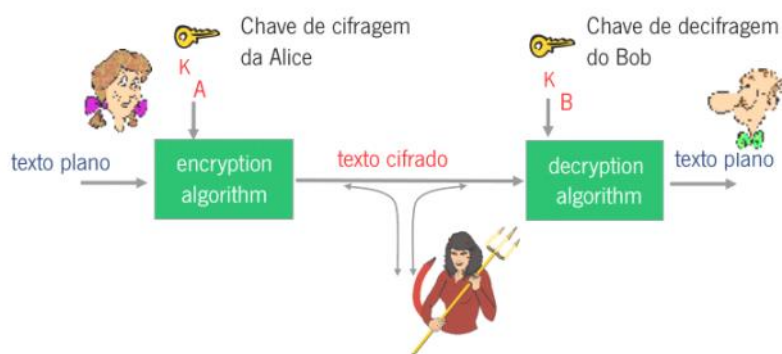 Chave de cifragem
da Alice
K
A
Chave de decifragem
do Bob
K
B
texto plano
encryption
algorithm
texto cifrado
decryption
algorithm
texto plano